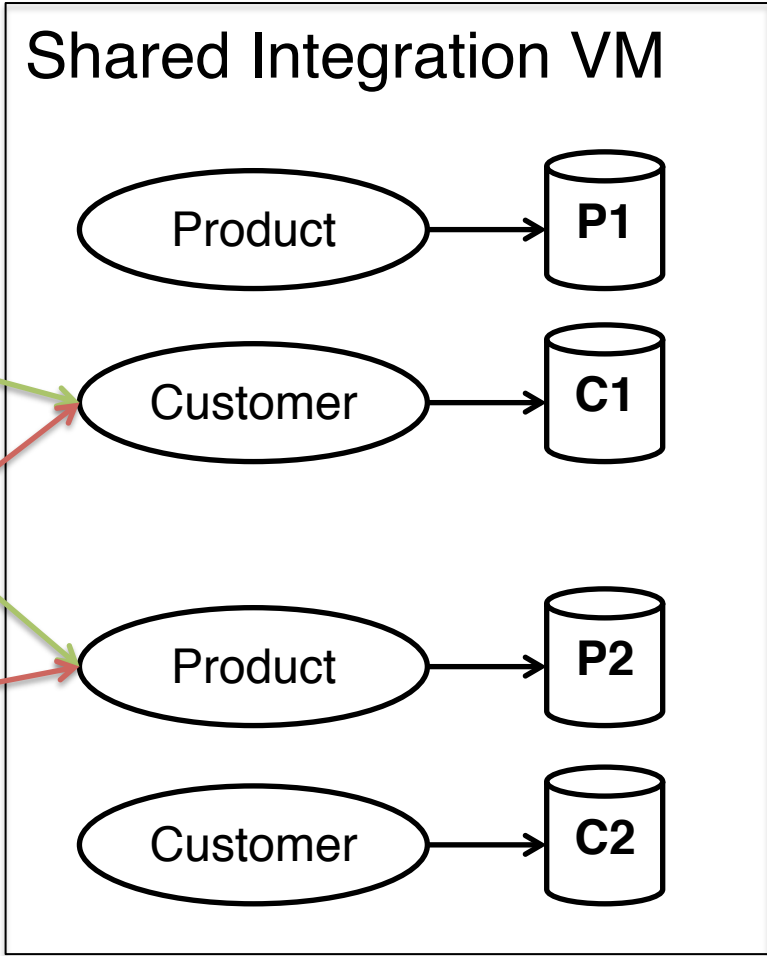 Shared Integration VM
Product
P1
Customer
C1
Product
P2
Customer
C2